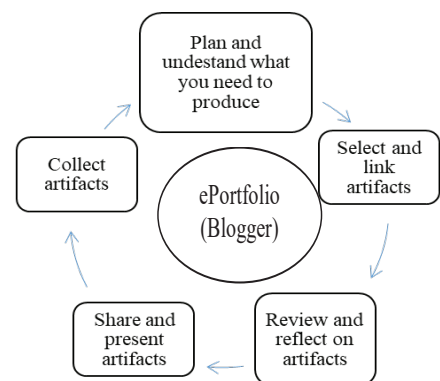 Plan and
undestand what
you need to
produce
Select and
link
artifacts
Review and
reflect on
artifacts
Share and
present
artifacts
Collect
artifacts
ePortfolio
(Blogger)